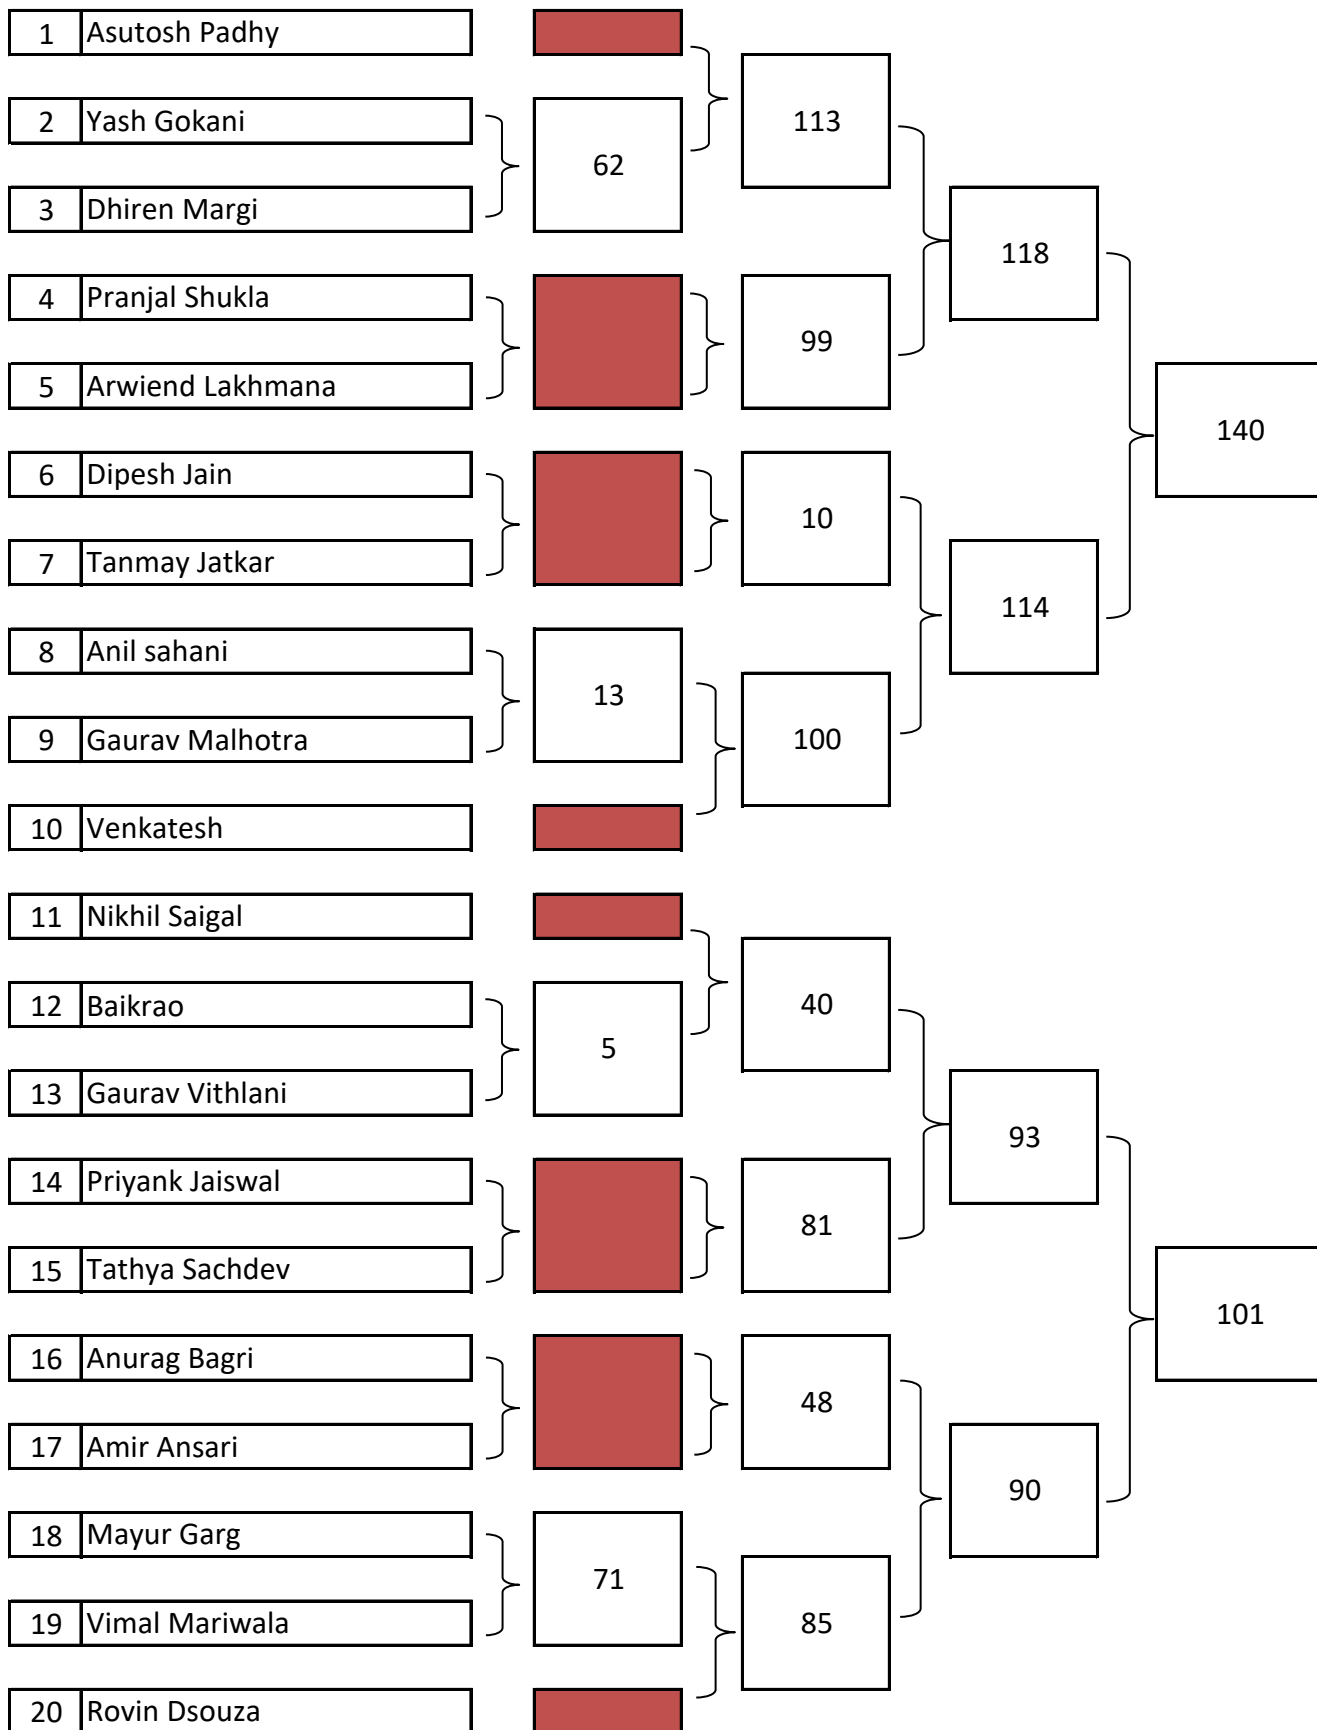 1 Asutosh Padhy
113
2 Yash Gokani
62
3 Dhiren Margi
118
4 Pranjal Shukla
99
5 Arwiend Lakhmana
140
6 Dipesh Jain
10
7 Tanmay Jatkar
114
8 Anil sahani
13
9 Gaurav Malhotra
100
10 Venkatesh
11 Nikhil Saigal
12 Baikrao
40
5
13 Gaurav Vithlani
93
14 Priyank Jaiswal
81
15 Tathya Sachdev
101
16 Anurag Bagri
48
17 Amir Ansari
90
18 Mayur Garg
71
19 Vimal Mariwala
85
20 Rovin Dsouza